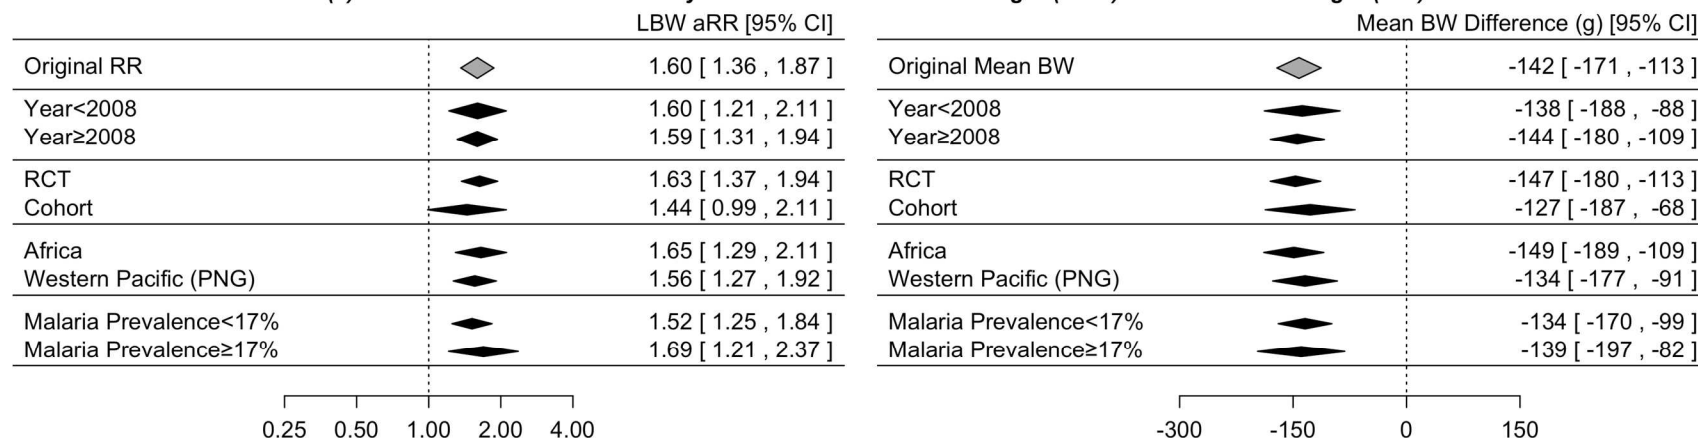 LBW aRR [95% CI]
Original RR 1.60 [ 1.36 , 1.87 ]
Year<2008 1.60 [ 1.21 , 2.11 ]
Year≥2008 1.59 [ 1.31 , 1.94 ]
RCT 1.63 [ 1.37 , 1.94 ]
Cohort 1.44 [ 0.99 , 2.11 ]
Africa 1.65 [ 1.29 , 2.11 ]
Western Pacific (PNG) 1.56 [ 1.27 , 1.92 ]
Malaria Prevalence<17% 1.52 [ 1.25 , 1.84 ]
Malaria Prevalence≥17% 1.69 [ 1.21 , 2.37 ]
0.25 0.50 1.00 2.00 4.00
Mean BW Difference (g) [95% CI]
Original Mean BW -142 [ -171 , -113 ]
Year<2008 -138 [ -188 , -88 ]
Year≥2008 -144 [ -180 , -109 ]
RCT -147 [ -180 , -113 ]
Cohort -127 [ -187 , -68 ]
Africa -149 [ -189 , -109 ]
Western Pacific (PNG) -134 [ -177 , -91 ]
Malaria Prevalence<17% -134 [ -170 , -99 ]
Malaria Prevalence≥17% -139 [ -197 , -82 ]
-300 -150 0 150